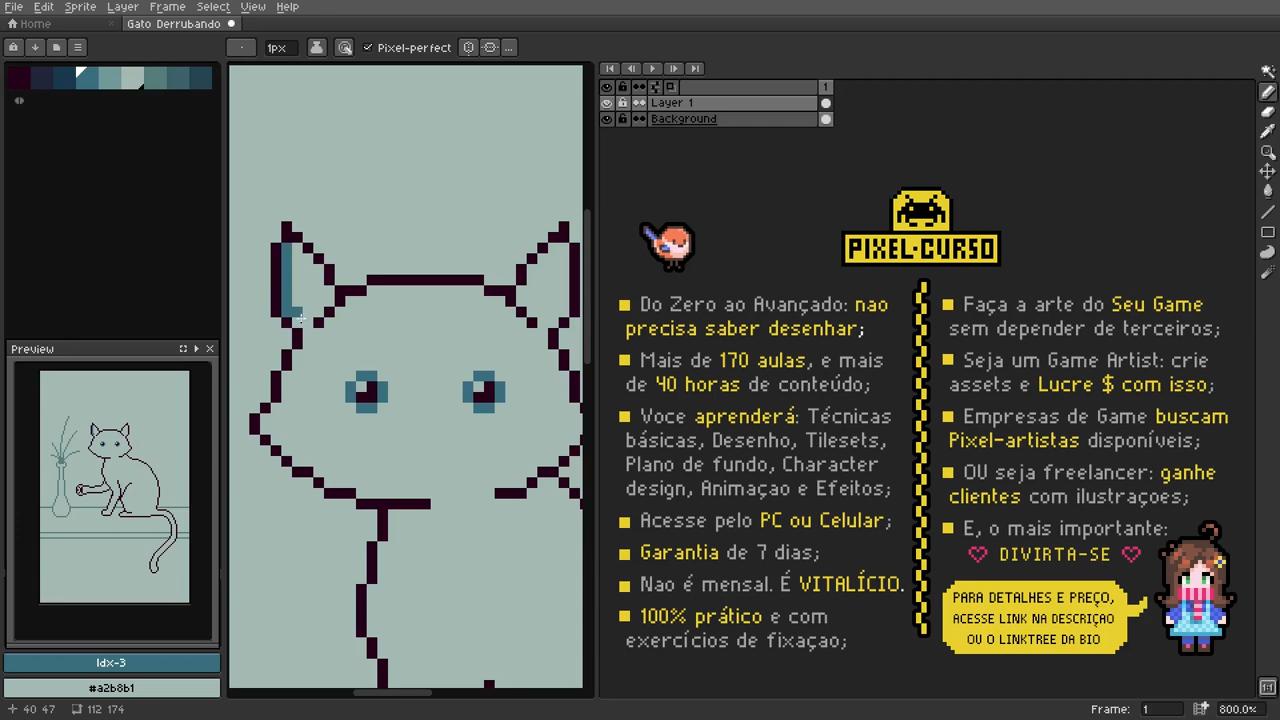 File Edit Sprite Layer Frame Select View Help
Home Gato Derrubando
1px Pixel-perfect ...
1
Layer 1
Background
PIXEL·CURSO
Do Zero ao Avançado: nao
precisa saber desenhar;
Mais de 170 aulas, e mais
de 40 horas de conteúdo;
Voce aprenderá: Técnicas
básicas, Desenho, Tilesets,
Plano de fundo, Character
design, Animaçao e Efeitos;
Acesse pelo PC ou Celular;
Garantia de 7 dias;
Nao é mensal. É VITALÍCIO.
100% prático e com
exercícios de fixaçao;
Faça a arte do Seu Game
sem depender de terceiros;
Seja um Game Artist: crie
assets e Lucre $ com isso;
Empresas de Game buscam
Pixel-artistas disponíveis;
OU seja freelancer: ganhe
clientes com ilustraçoes;
E, o mais importante:
DIVIRTA-SE
PARA DETALHES E PREÇO,
ACESSE LINK NA DESCRIÇAO
OU O LINKTREE DA BIO
Preview
Idx-3
#a2b8b1
40 47 112 174
Frame: 1 800.0%
1:1